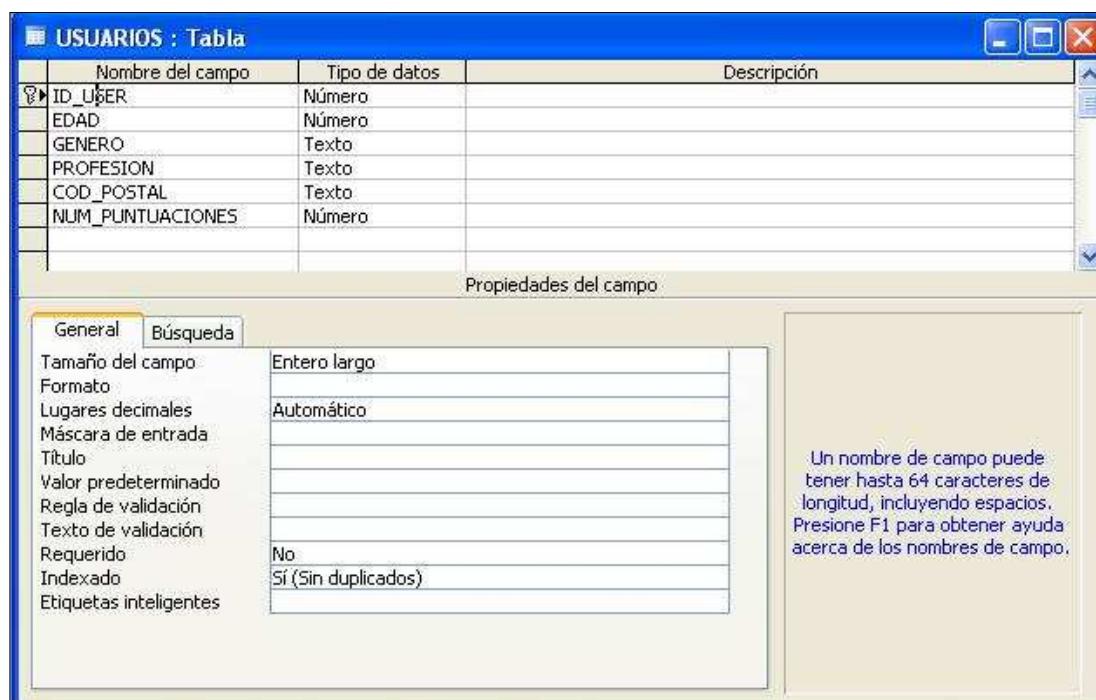 USUARIOS : Tabla
Nombre del campo Tipo de datos Descripción
ID_USER Número
EDAD Número
GENERO Texto
PROFESION Texto
COD_POSTAL Texto
NUM_PUNTUACIONES Número
Propiedades del campo
General Búsqueda
Tamaño del campo Entero largo
Formato
Lugares decimales Automático
Máscara de entrada
Título
Valor predeterminado
Regla de validación
Texto de validación
Requerido No
Indexado Sí (Sin duplicados)
Etiquetas inteligentes
Un nombre de campo puede
tener hasta 64 caracteres de
longitud, incluyendo espacios.
Presione F1 para obtener ayuda
acerca de los nombres de campo.